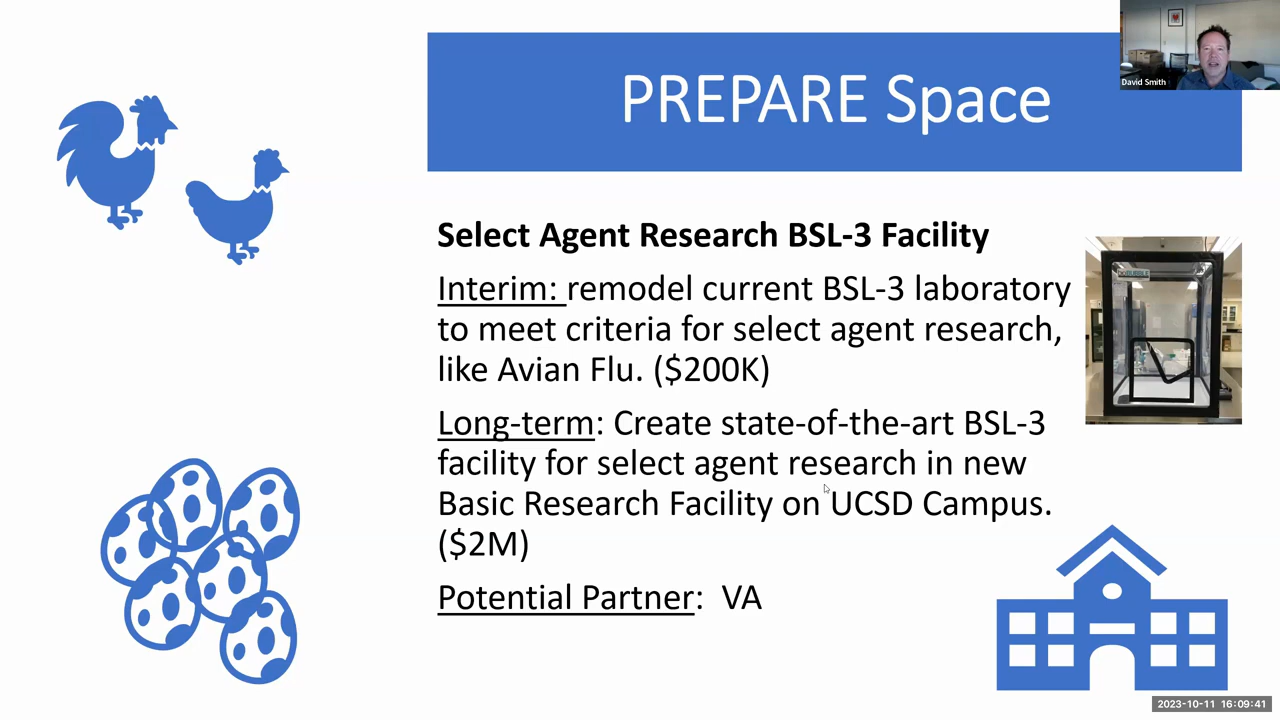 PREPARE Space
David Smith
Select Agent Research BSL-3 Facility
Interim: remodel current BSL-3 laboratory
to meet criteria for select agent research,
like Avian Flu. ($200K)
Long-term: Create state-of-the-art BSL-3
facility for select agent research in new
Basic Research Facility on UCSD Campus.
($2M)
Potential Partner: VA
2023-10-11 16:09:41